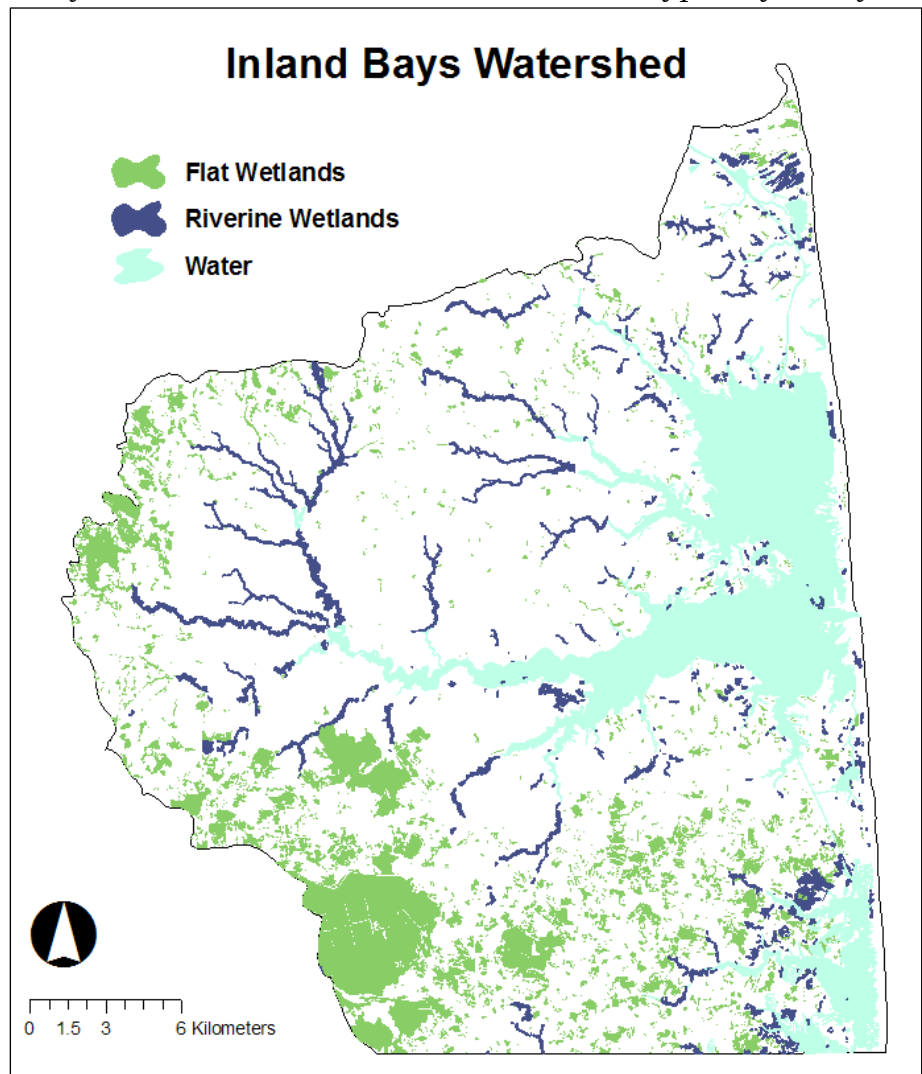 Inland Bays Watershed
Flat Wetlands
Riverine Wetlands
Water
0 1.5 3 6 Kilometers